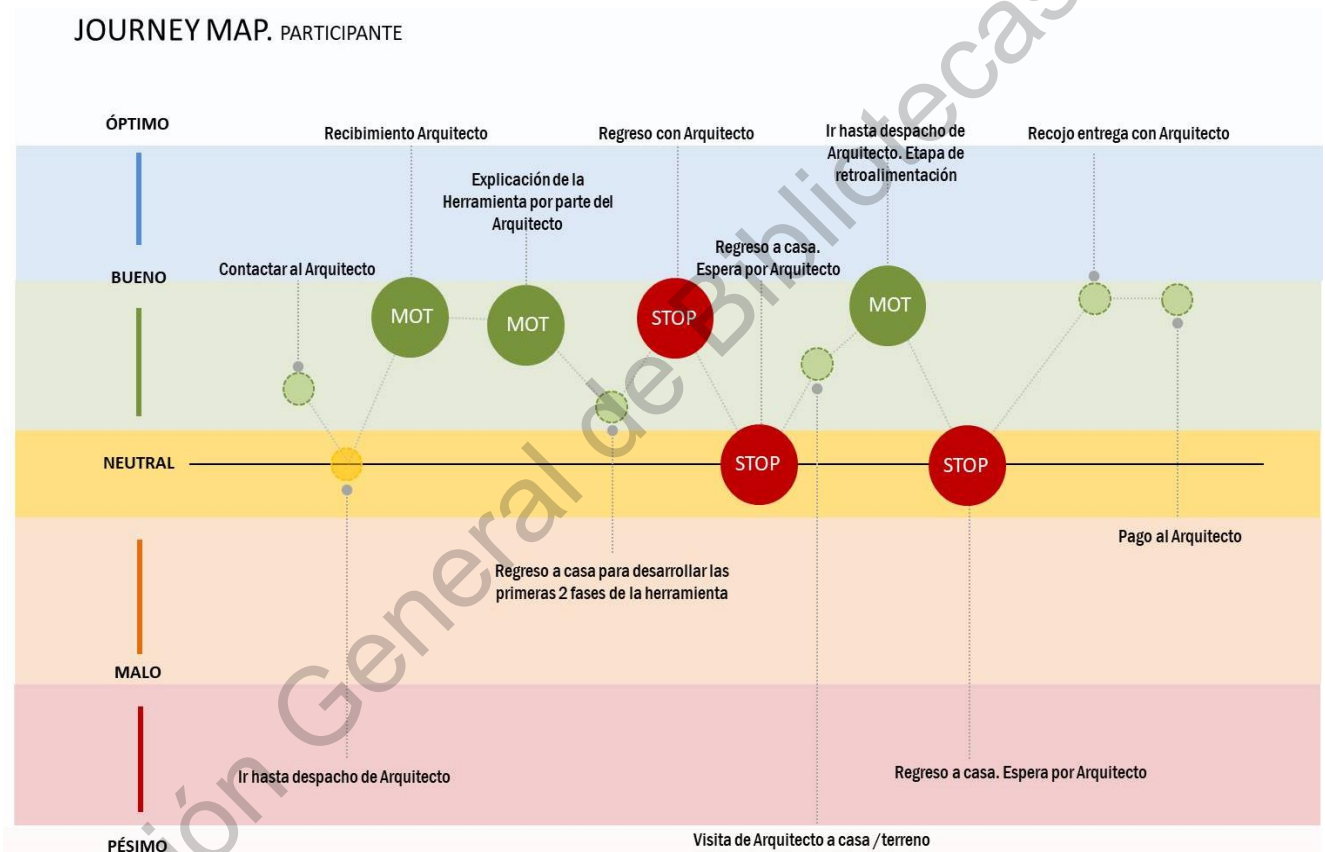 JOURNEY MAP. PARTICIPANTE
ÓPTIMO
Recibimiento Arquitecto
Regreso con Arquitecto
Ir hasta despacho de
Arquitecto. Etapa de
retroalimentación
Recojo entrega con Arquitecto
Explicación de la
Herramienta por parte del
Arquitecto
Regreso a casa.
Espera por Arquitecto
Contactar al Arquitecto
BUENO
MOT
MOT
STOP
MOT
NEUTRAL
STOP
STOP
Pago al Arquitecto
Regreso a casa para desarrollar las
primeras 2 fases de la herramienta
MALO
Ir hasta despacho de Arquitecto
Regreso a casa. Espera por Arquitecto
Visita de Arquitecto a casa /terreno
PÉSIMO
General de Bibliotecas